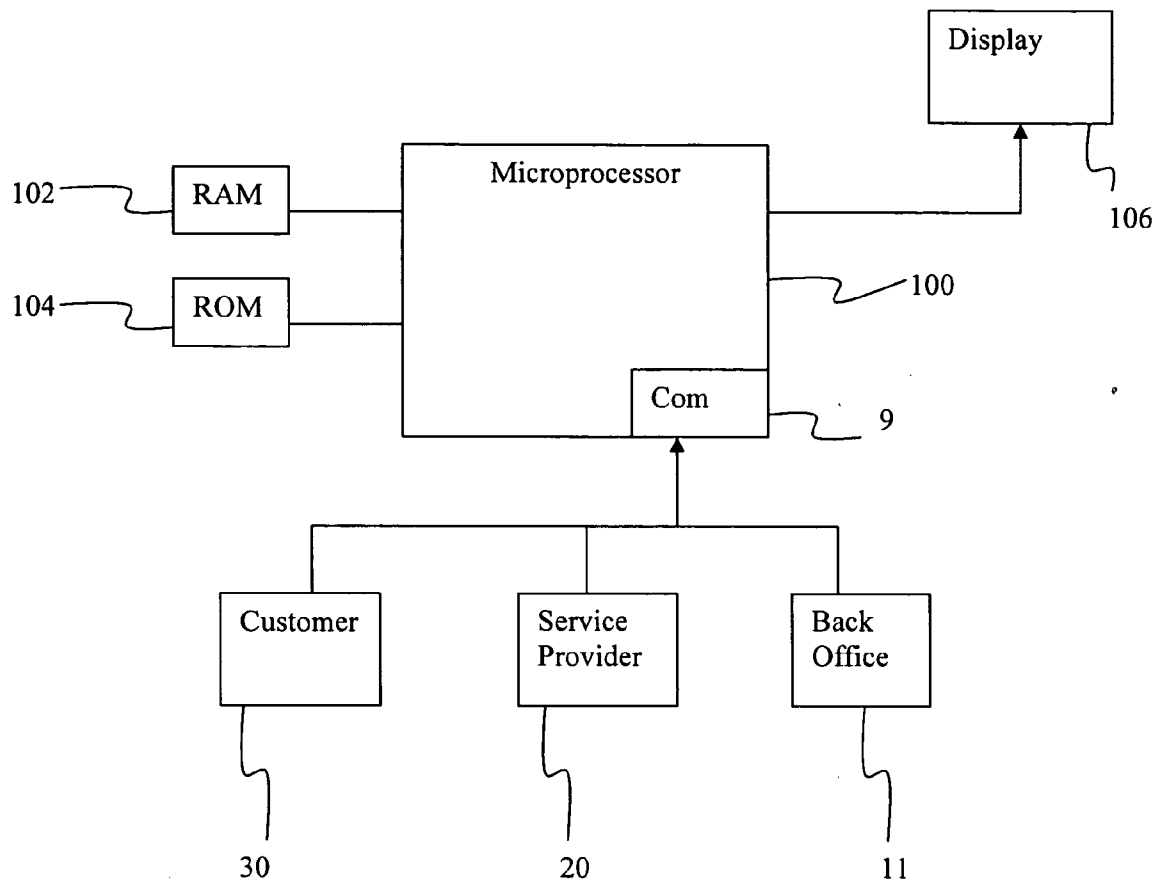 Display
Microprocessor
102
RAM
106
104
ROM
100
Com
9
Customer
Service
Provider
Back
Office
30
20
11